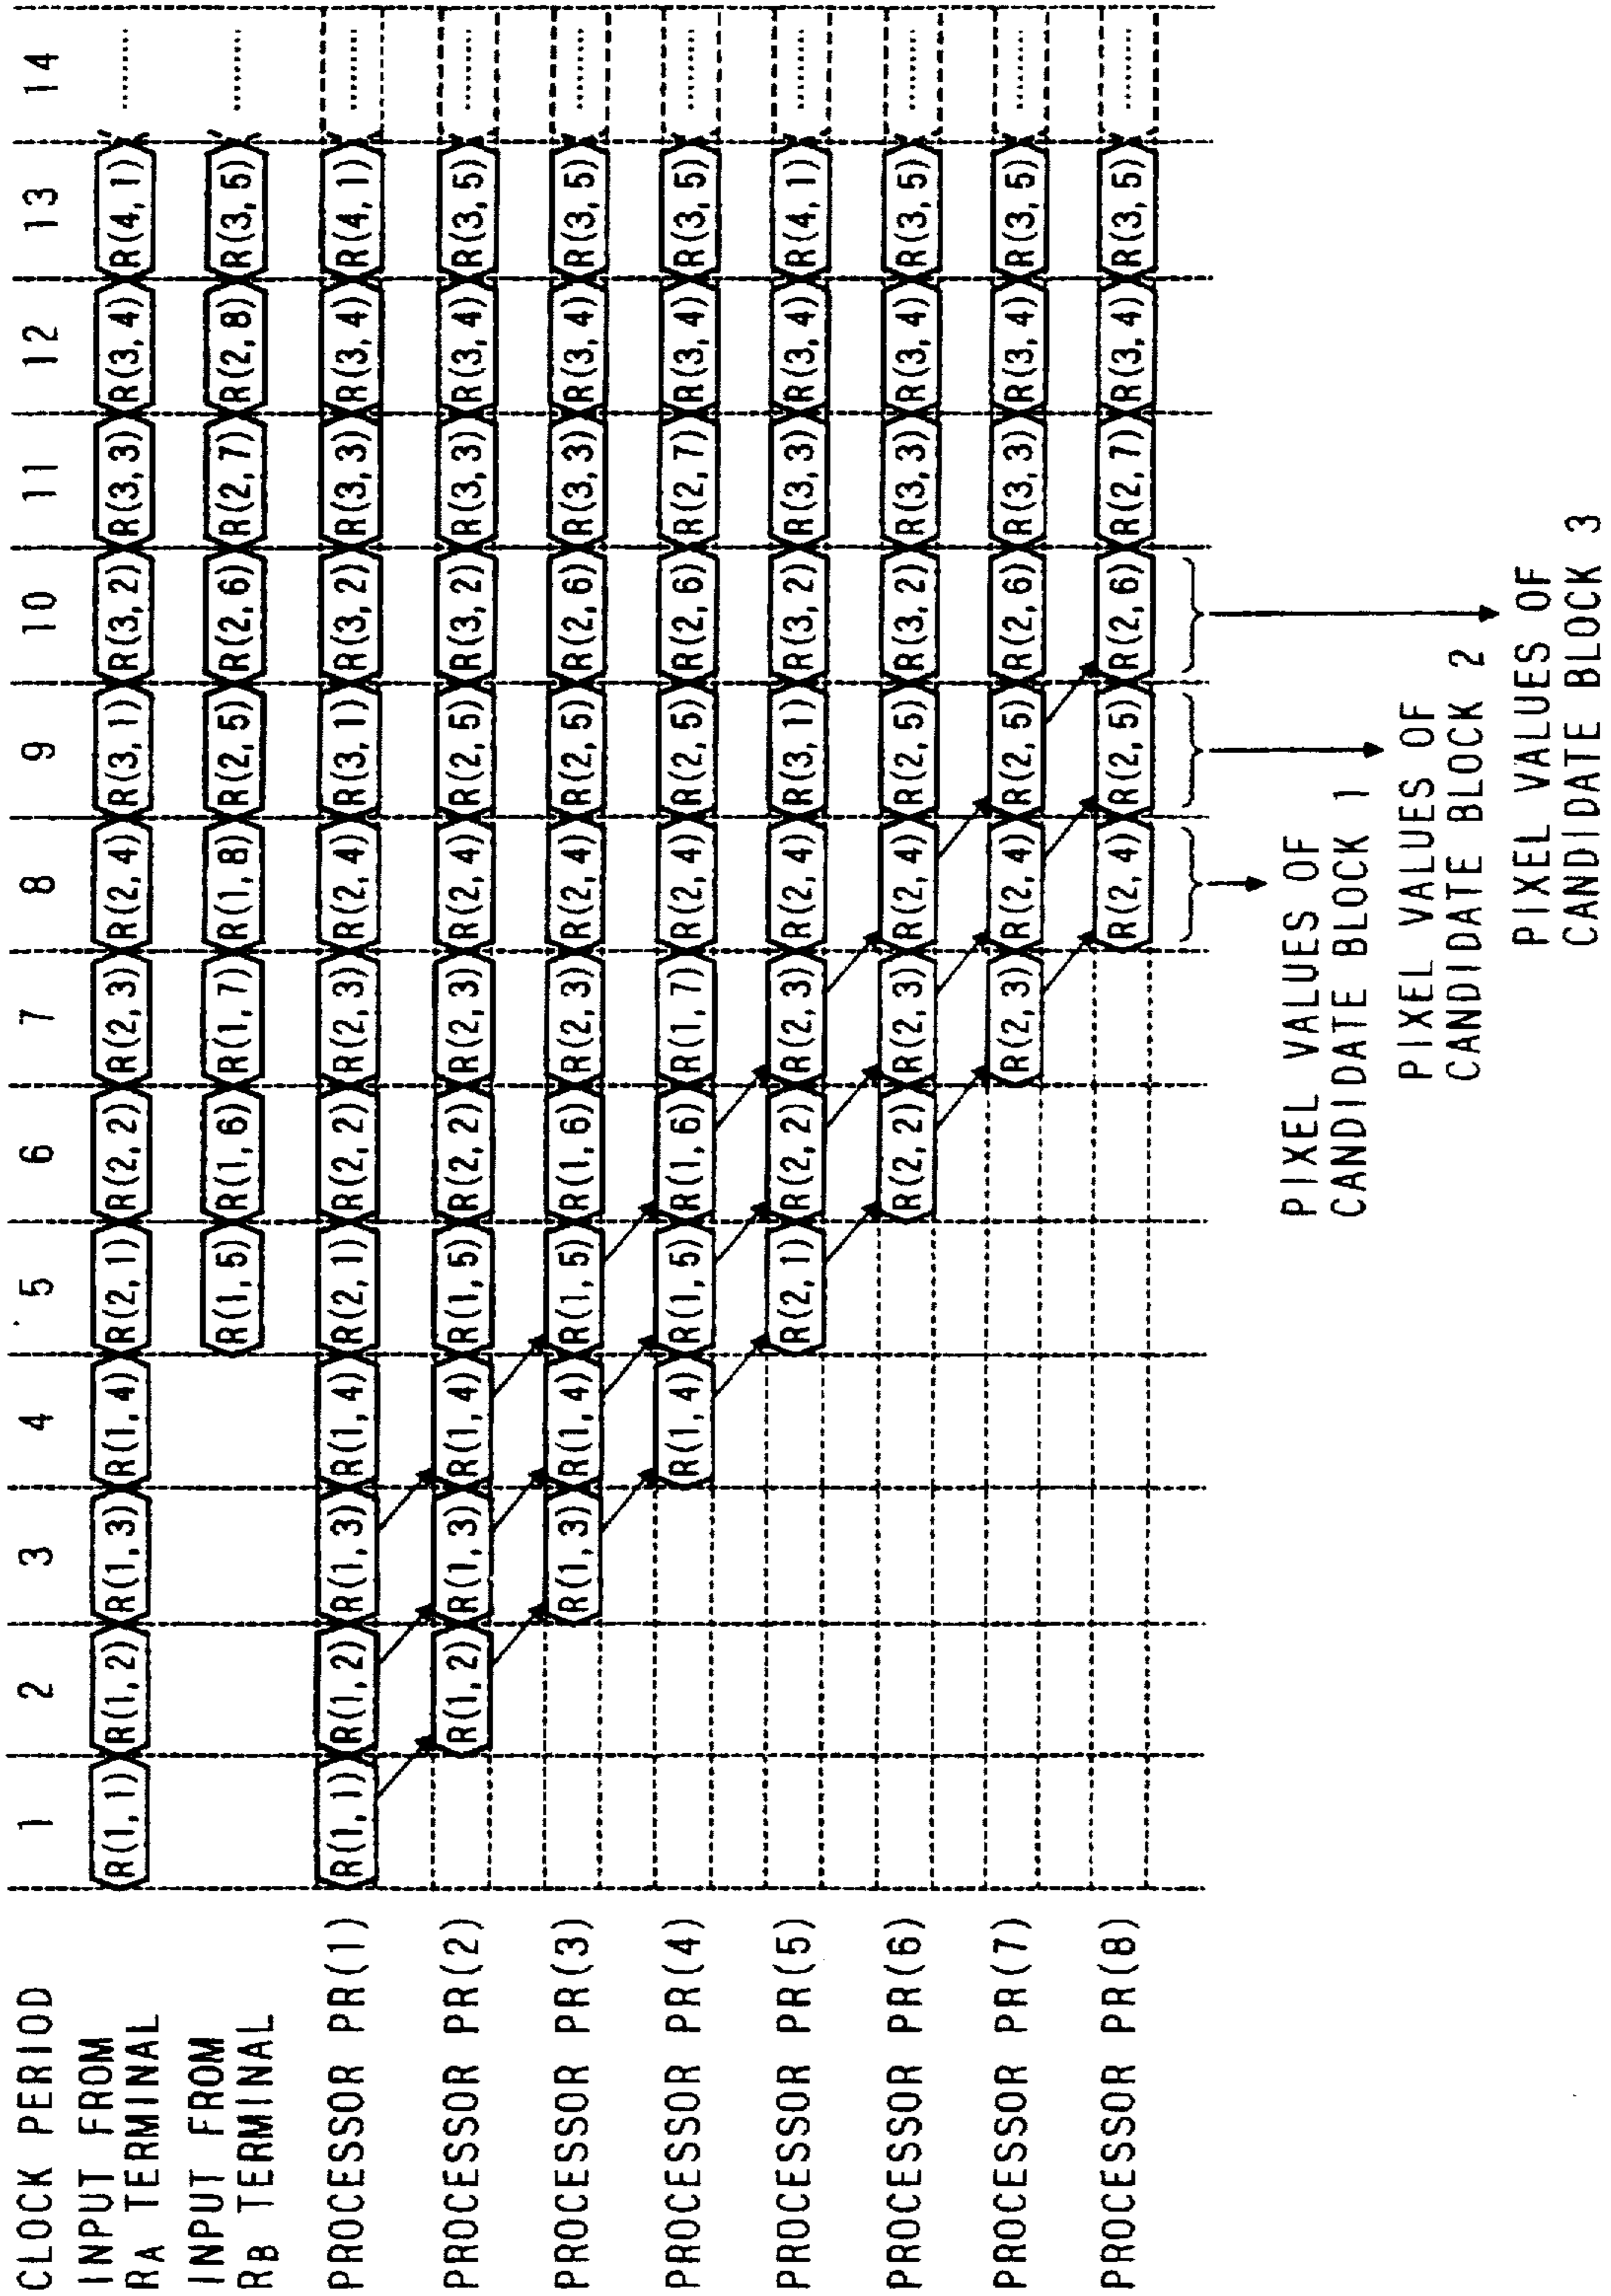 CLOCK PERIOD 1 2 3 4 5 6 7 8 9 10 11 12 13 14
INPUT FROM
RA TERMINAL R(1,1) R(1,2) R(1,3) R(1,4) R(2,1) R(2,2) R(2,3) R(2,4) R(3,1) R(3,2) R(3,3) R(3,4) R(4,1) ........
INPUT FROM
RB TERMINAL R(1,5) R(1,6) R(1,7) R(1,8) R(2,5) R(2,6) R(2,7) R(2,8) R(3,5) ........
PROCESSOR PR(1) R(1,1) R(1,2) R(1,3) R(1,4) R(2,1) R(2,2) R(2,3) R(2,4) R(3,1) R(3,2) R(3,3) R(3,4) R(4,1) ........
PROCESSOR PR(2) R(1,2) R(1,3) R(1,4) R(1,5) R(2,2) R(2,3) R(2,4) R(2,5) R(3,2) R(3,3) R(3,4) R(3,5) ........
PROCESSOR PR(3) R(1,3) R(1,4) R(1,5) R(1,6) R(2,3) R(2,4) R(2,5) R(2,6) R(3,3) R(3,4) R(3,5) ........
PROCESSOR PR(4) R(1,4) R(1,5) R(1,6) R(1,7) R(2,4) R(2,5) R(2,6) R(2,7) R(3,4) R(3,5) ........
PROCESSOR PR(5) R(2,1) R(2,2) R(2,3) R(2,4) R(3,1) R(3,2) R(3,3) R(3,4) R(4,1) ........
PROCESSOR PR(6) R(2,2) R(2,3) R(2,4) R(2,5) R(3,2) R(3,3) R(3,4) R(3,5) ........
PROCESSOR PR(7) R(2,3) R(2,4) R(2,5) R(2,6) R(3,3) R(3,4) R(3,5) ........
PROCESSOR PR(8) R(2,4) R(2,5) R(2,6) R(2,7) R(3,4) R(3,5) ........
PIXEL VALUES OF
CANDIDATE BLOCK 1
PIXEL VALUES OF
CANDIDATE BLOCK 2
PIXEL VALUES OF
CANDIDATE BLOCK 3